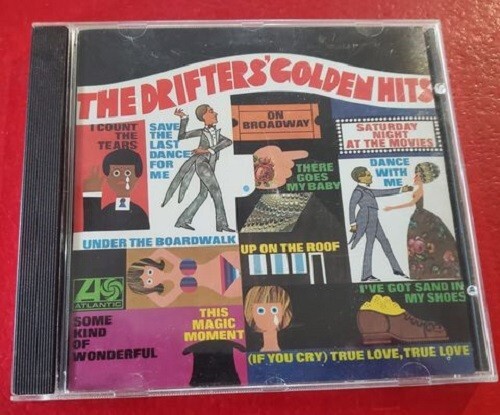 THE DRIFTERS' GOLDEN HITS
I COUNT
THE
TEARS
SAVE
THE
LAST
DANCE
FOR
ME
ON
BROADWAY
THERE
GOES
MY BABY
SATURDAY
NIGHT
AT THE MOVIES
DANCE
WITH
ME
UNDER THE BOARDWALK
UP ON THE ROOF
I'VE GOT SAND IN
MY SHOES
ATLANTIC
SOME
KIND
OF
WONDERFUL
THIS
MAGIC
MOMENT
(IF YOU CRY) TRUE LOVE, TRUE LOVE